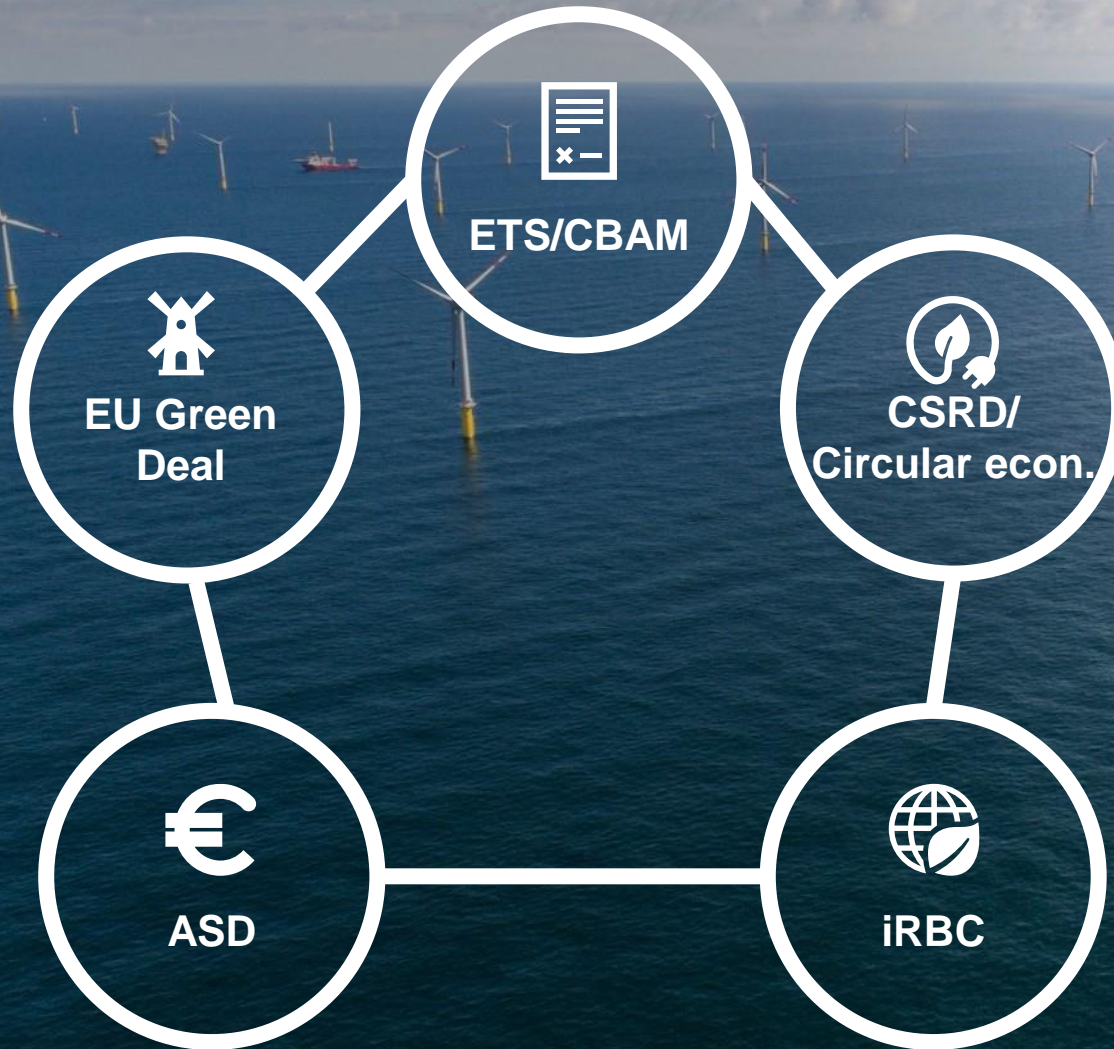 ETS/CBAM
EU Green
Deal
CSRD/
Circular econ.
ASD
iRBC